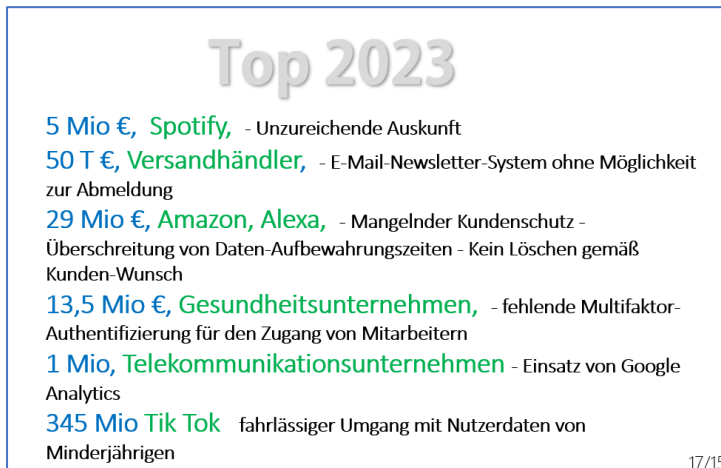 Top 2023
5 Mio €, Spotify, - Unzureichende Auskunft
50 T €, Versandhändler, - E-Mail-Newsletter-System ohne Möglichkeit
zur Abmeldung
29 Mio €, Amazon, Alexa, - Mangelnder Kundenschutz -
Überschreitung von Daten-Aufbewahrungszeiten - Kein Löschen gemäß
Kunden-Wunsch
13,5 Mio €, Gesundheitsunternehmen, - fehlende Multifaktor-
Authentifizierung für den Zugang von Mitarbeitern
1 Mio, Telekommunikationsunternehmen - Einsatz von Google
Analytics
345 Mio Tik Tok fahrlässiger Umgang mit Nutzerdaten von
Minderjährigen
17/15